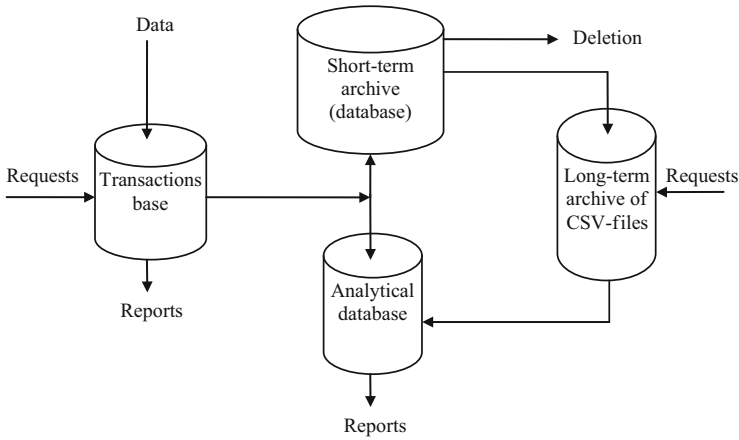 Data
Short-term
archive
(database)
Deletion
Requests
Transactions
base
Long-term
archive of
CSV-files
Requests
Reports
Analytical
database
Reports